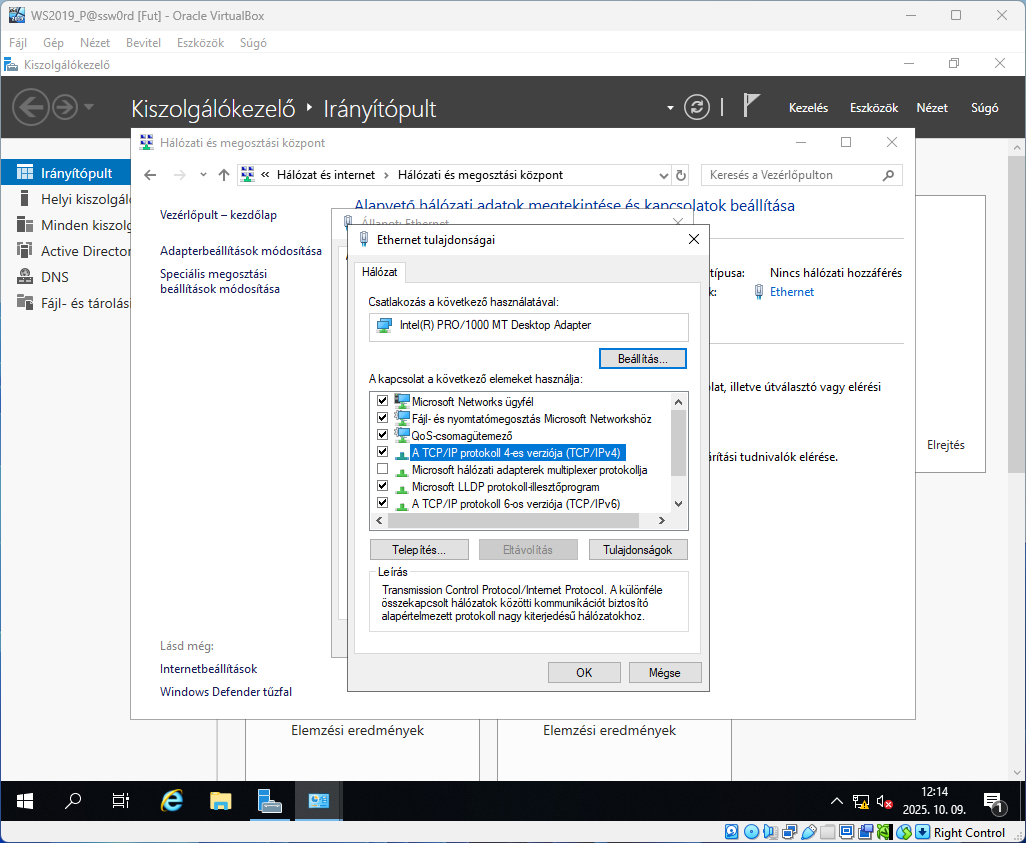 WS2019_P@ssw0rd [Fut] - Oracle VirtualBox
Fájl Gép Nézet Bevitel Eszközök Súgó
Kiszolgálókezelő
Kiszolgálókezelő Irányítópult
Kezelés Eszközök Nézet Súgó
Hálózati és megosztási központ
« Hálózat és internet › Hálózati és megosztási központ
Keresés a Vezérlőpulton
Irányítópult
Helyi kiszolgáló
Minden kiszolg
Active Director
DNS
Fájl- és tárolási
Vezérlőpult – kezdőlap
Adapterbeállítások módosítása
Speciális megosztási
beállítások módosítása
Alapvető hálózati adatok megtekintése és kapcsolatok beállítása
Állapot: Ethernet
típusa: Nincs hálózati hozzáférés
k: Ethernet
lat, illetve útválasztó vagy elérési
árítási tudnivalók elérése.
Elrejtés
Ethernet tulajdonságai
Hálózat
Csatlakozás a következő használatával:
Intel(R) PRO/1000 MT Desktop Adapter
Beállítás...
A kapcsolat a következő elemeket használja:
Microsoft Networks ügyfél
Fájl- és nyomtatómegosztás Microsoft Networkshöz
QoS-csomagütemező
A TCP/IP protokoll 4-es verziója (TCP/IPv4)
Microsoft hálózati adapterek multiplexer protokollja
Microsoft LLDP protokoll-illesztőprogram
A TCP/IP protokoll 6-os verziója (TCP/IPv6)
Telepítés... Eltávolítás Tulajdonságok
Leírás
Transmission Control Protocol/Internet Protocol. A különféle
összekapcsolt hálózatok közötti kommunikációt biztosító
alapértelmezett protokoll nagy kiterjedésű hálózatokhoz.
OK Mégse
Lásd még:
Internetbeállítások
Windows Defender tűzfal
Elemzési eredmények Elemzési eredmények
12:14
2025. 10. 09.
1
Right Control